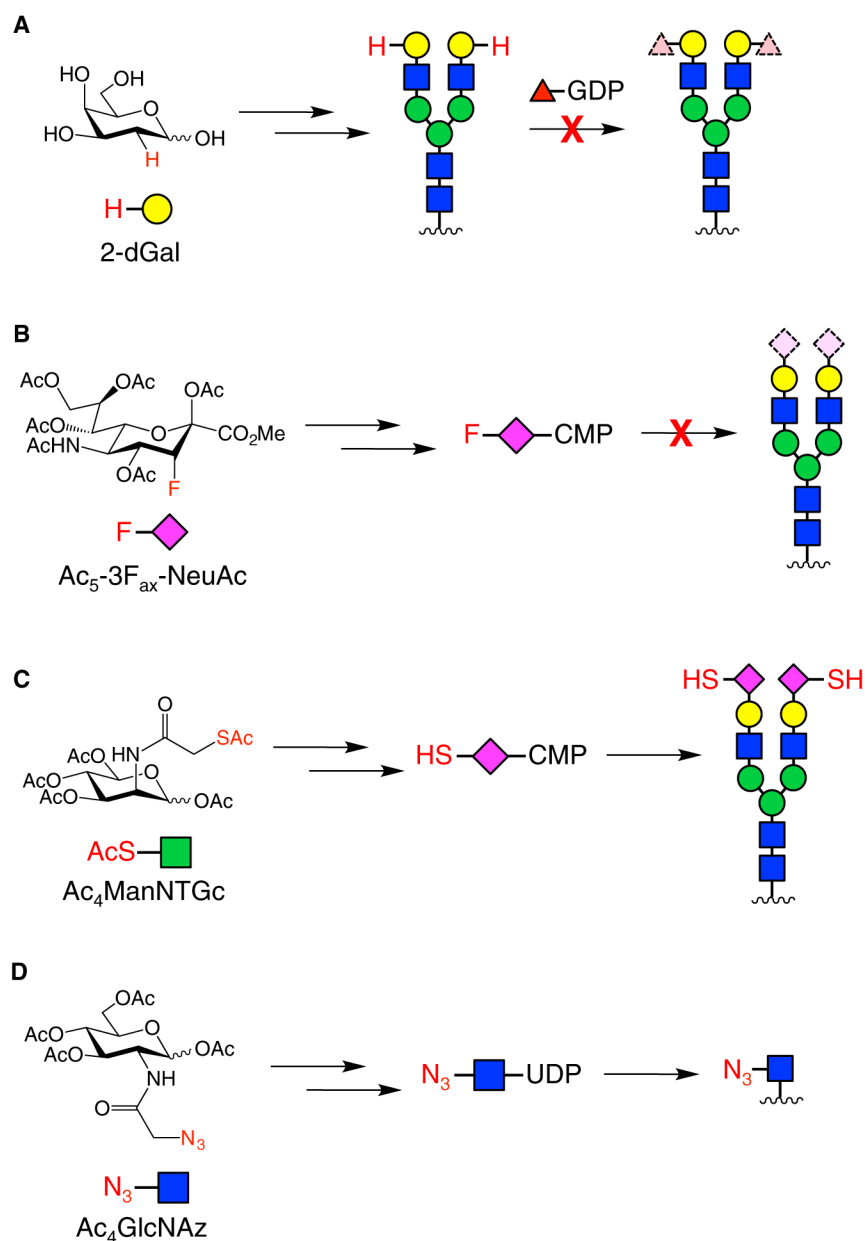 A
HO
OH
HO
O
HO
OH
H
H
2-dGal
H
H
GDP
X
B
AcO
OAc
OAc
AcO
O
CO₂Me
AcHN
OAc
F
F
Ac₅-3Fax-NeuAc
F
CMP
X
C
O
SAc
HN
AcO
O
AcO
AcO
OAc
AcS
Ac₄ManNTGc
HS
CMP
HS
SH
D
OAc
AcO
O
OAc
AcO
NH
O
N₃
N₃
Ac₄GlcNAz
N₃
UDP
N₃